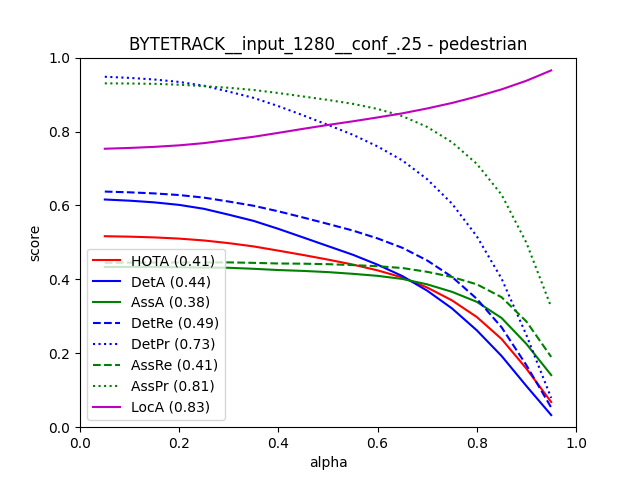 BYTETRACK__input_1280__conf_.25 - pedestrian
1.0
0.8
0.6
0.4
0.2
0.0
score
HOTA (0.41)
DetA (0.44)
AssA (0.38)
DetRe (0.49)
DetPr (0.73)
AssRe (0.41)
AssPr (0.81)
LocA (0.83)
0.0 0.2 0.4 0.6 0.8 1.0
alpha